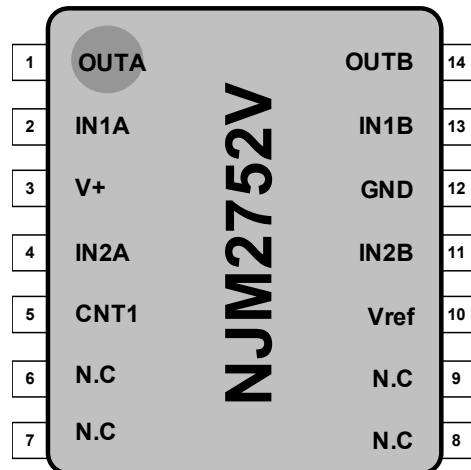 1 OUTA OUTB 14
2 IN1A IN1B 13
3 V+ GND 12
4 IN2A IN2B 11
5 CNT1 Vref 10
6 N.C N.C 9
7 N.C N.C 8
NJM2752V